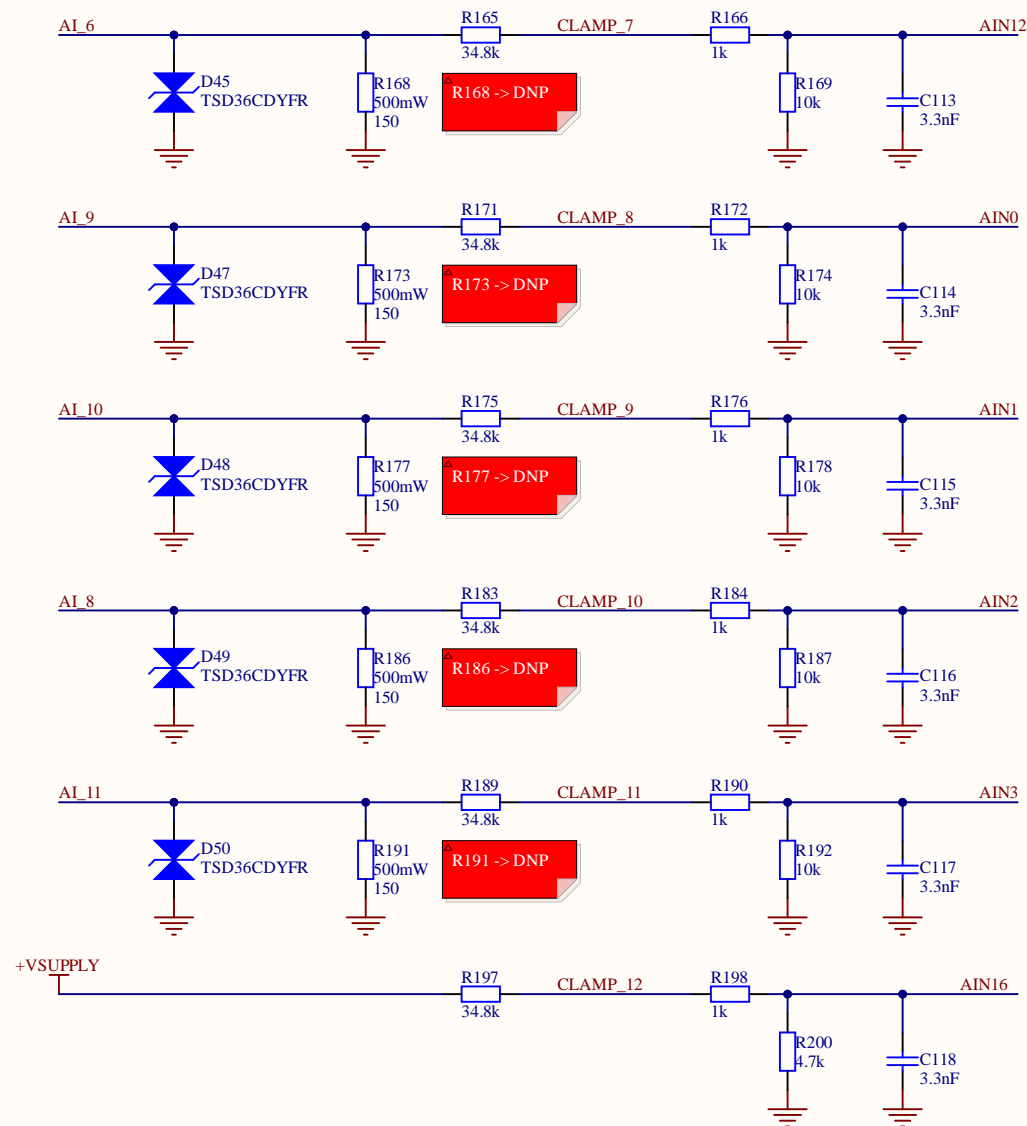 R165
R166
AI_6
CLAMP_7
AIN12
34.8k
1k
D45
TSD36CDYFR
R168
500mW
150
R168 -> DNP
R169
10k
C113
3.3nF
R171
R172
AI_9
CLAMP_8
AIN0
34.8k
1k
D47
TSD36CDYFR
R173
500mW
150
R173 -> DNP
R174
10k
C114
3.3nF
R175
R176
AI_10
CLAMP_9
AIN1
34.8k
1k
D48
TSD36CDYFR
R177
500mW
150
R177 -> DNP
R178
10k
C115
3.3nF
R183
R184
AI_8
CLAMP_10
AIN2
34.8k
1k
D49
TSD36CDYFR
R186
500mW
150
R186 -> DNP
R187
10k
C116
3.3nF
R189
R190
AI_11
CLAMP_11
AIN3
34.8k
1k
D50
TSD36CDYFR
R191
500mW
150
R191 -> DNP
R192
10k
C117
3.3nF
+VSUPPLY
R197
R198
CLAMP_12
AIN16
34.8k
1k
R200
4.7k
C118
3.3nF